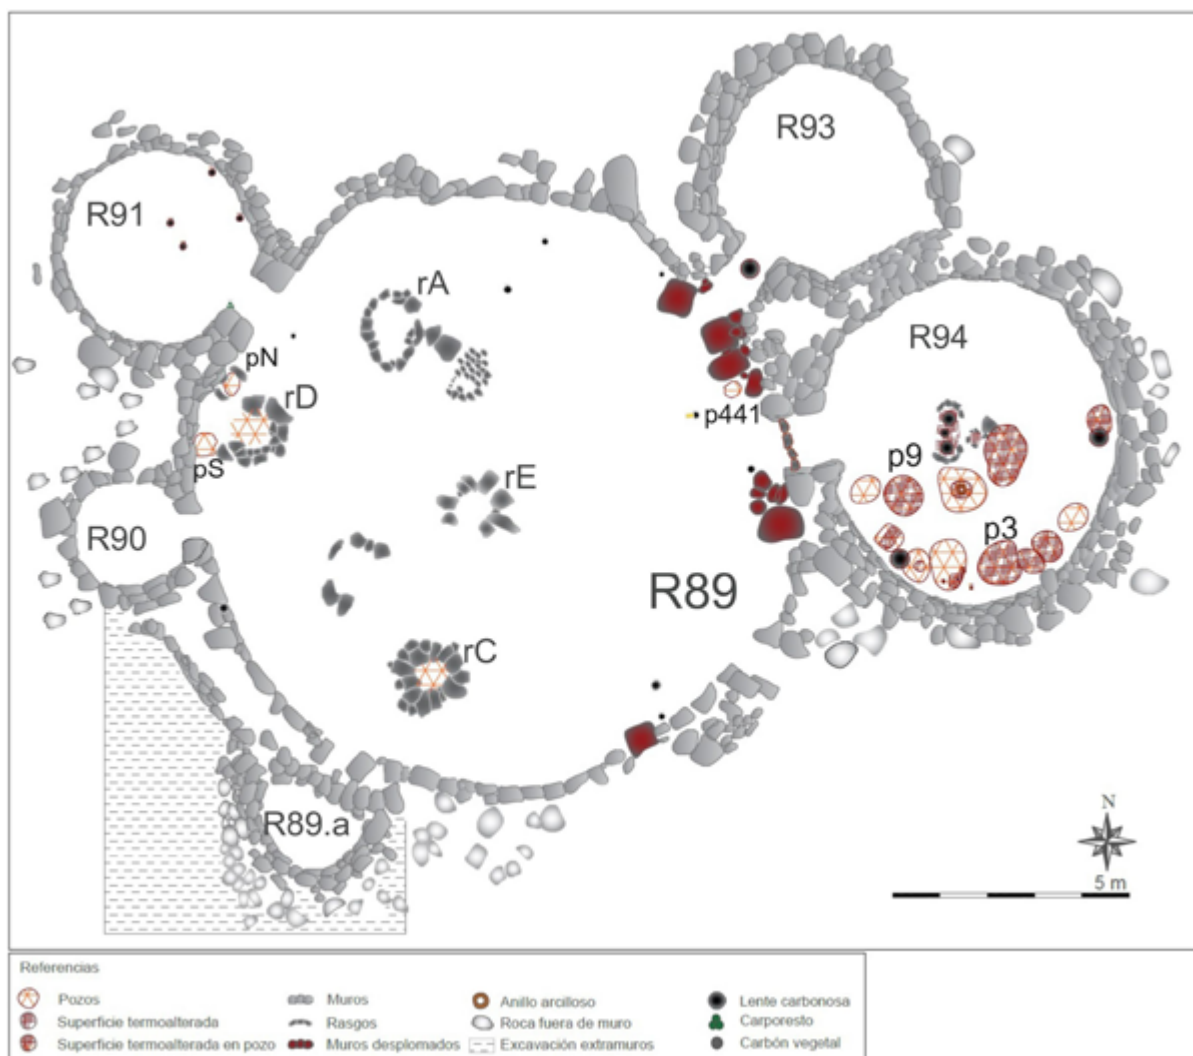 R93
R91
rA
R94
pN
rD
p441
pS
p9
rE
R90
p3
R89
rC
N
R89.a
5 m
Referencias
Pozos
Superficie termoalterada
Superficie termoalterada en pozo
Muros
Rasgos
Muros desplomados
Anillo arcilloso
Roca fuera de muro
Excavación extramuros
Lente carbonosa
Carporesto
Carbón vegetal